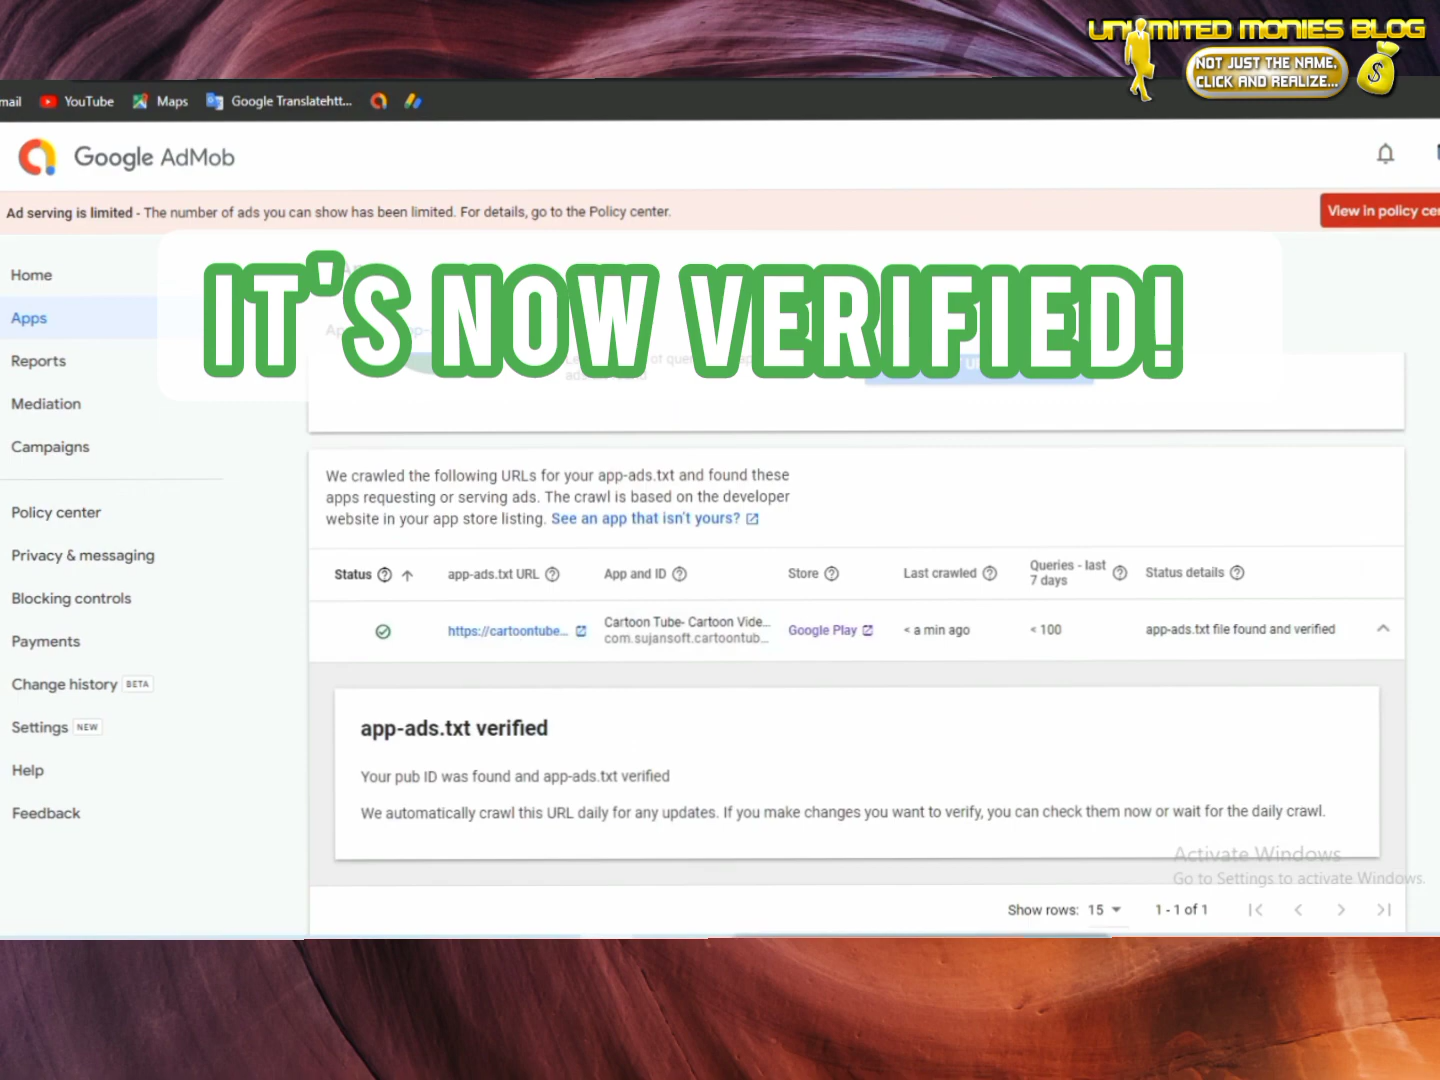 UNLIMITED MONIES BLOG
NOT JUST THE NAME,
CLICK AND REALIZE...
$
mail YouTube Maps Google Translatehtt...
Google AdMob
Ad serving is limited - The number of ads you can show has been limited. For details, go to the Policy center.
View in policy cen
IT'S NOW VERIFIED!
Home
Apps
Reports
Mediation
Campaigns
Policy center
Privacy & messaging
Blocking controls
Payments
Change history BETA
Settings NEW
Help
Feedback
We crawled the following URLs for your app-ads.txt and found these
apps requesting or serving ads. The crawl is based on the developer
website in your app store listing. See an app that isn't yours?
Status app-ads.txt URL App and ID Store Last crawled Queries - last 7 days Status details
https://cartoontube... Cartoon Tube- Cartoon Vide... Google Play < a min ago < 100 app-ads.txt file found and verified
com.sujansoft.cartoontub...
app-ads.txt verified
Your pub ID was found and app-ads.txt verified
We automatically crawl this URL daily for any updates. If you make changes you want to verify, you can check them now or wait for the daily crawl.
Activate Windows
Go to Settings to activate Windows.
Show rows: 15 1 - 1 of 1